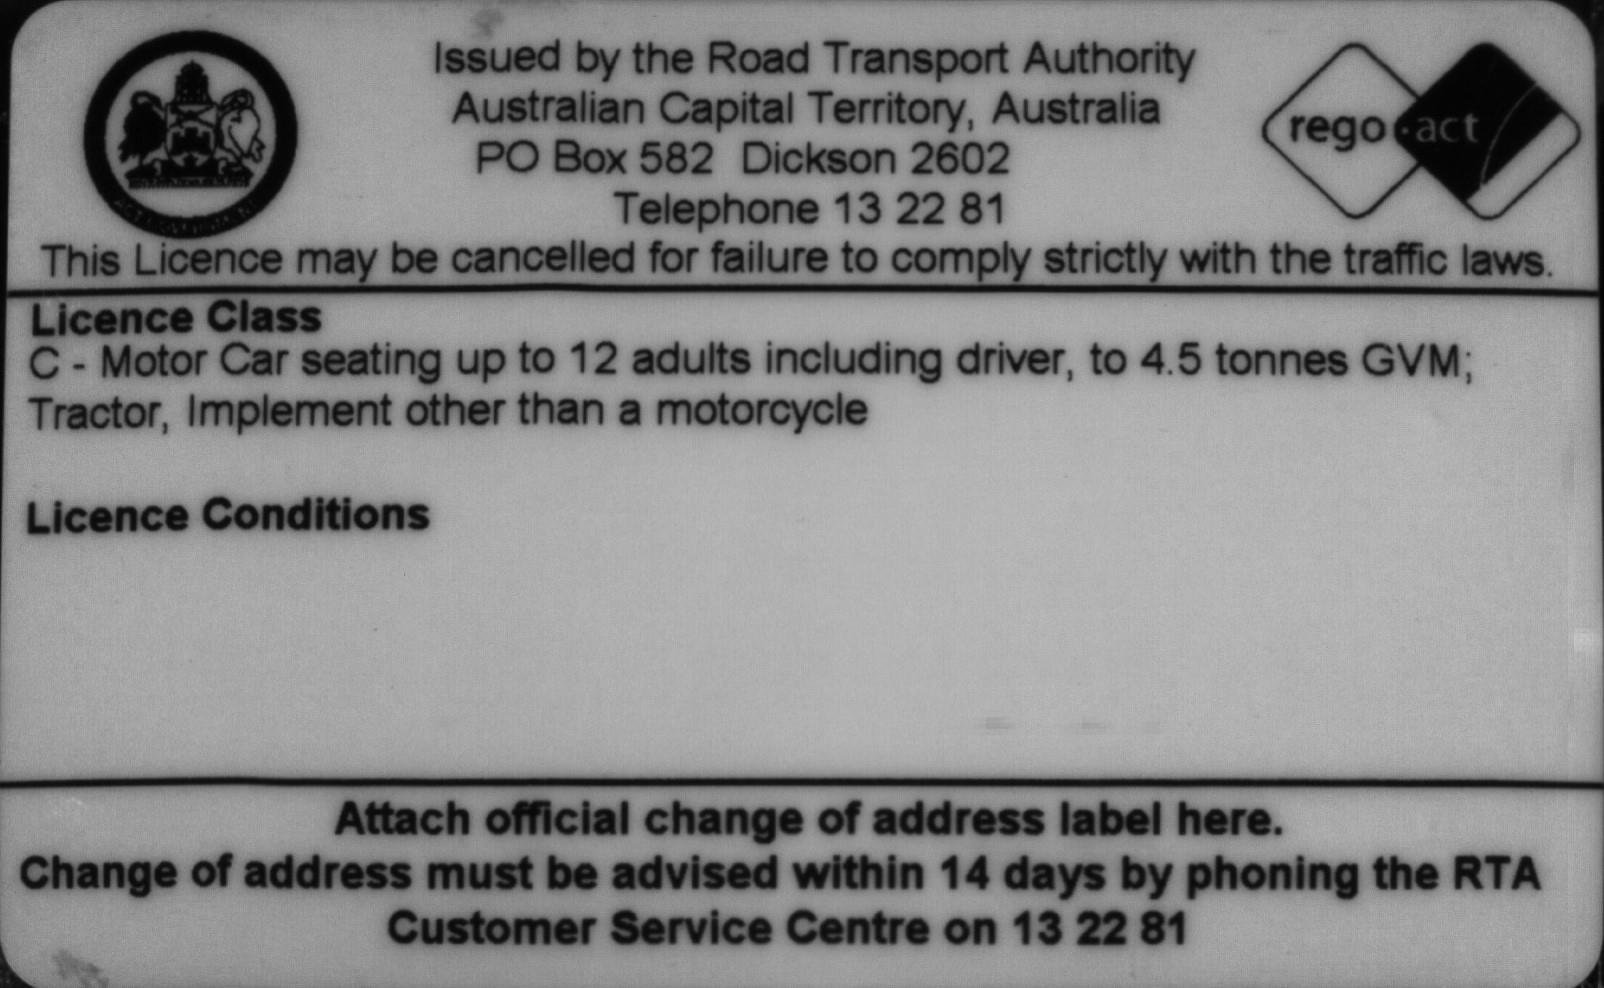 Issued by the Road Transport Authority
Australian Capital Territory, Australia
PO Box 582 Dickson 2602
Telephone 13 22 81
rego·act
ACT GOVERNMENT
This Licence may be cancelled for failure to comply strictly with the traffic laws.
Licence Class
C - Motor Car seating up to 12 adults including driver, to 4.5 tonnes GVM;
Tractor, Implement other than a motorcycle
Licence Conditions
Attach official change of address label here.
Change of address must be advised within 14 days by phoning the RTA
Customer Service Centre on 13 22 81